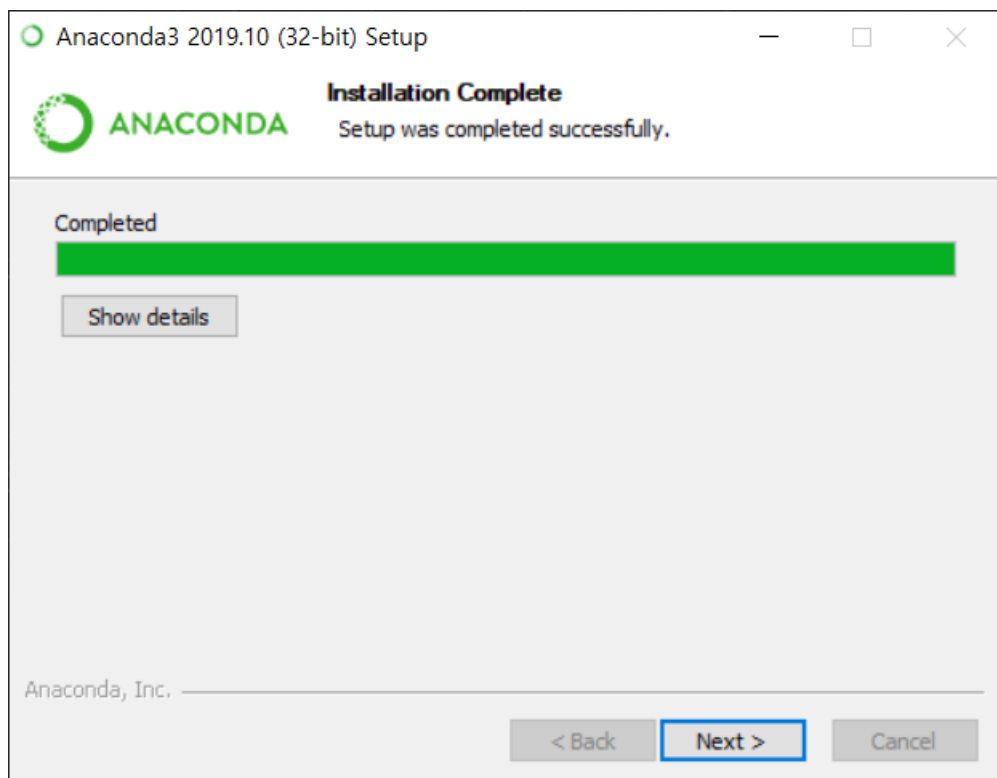 Anaconda3 2019.10 (32-bit) Setup
ANACONDA
Installation Complete
Setup was completed successfully.
Completed
Show details
Anaconda, Inc.
< Back
Next >
Cancel